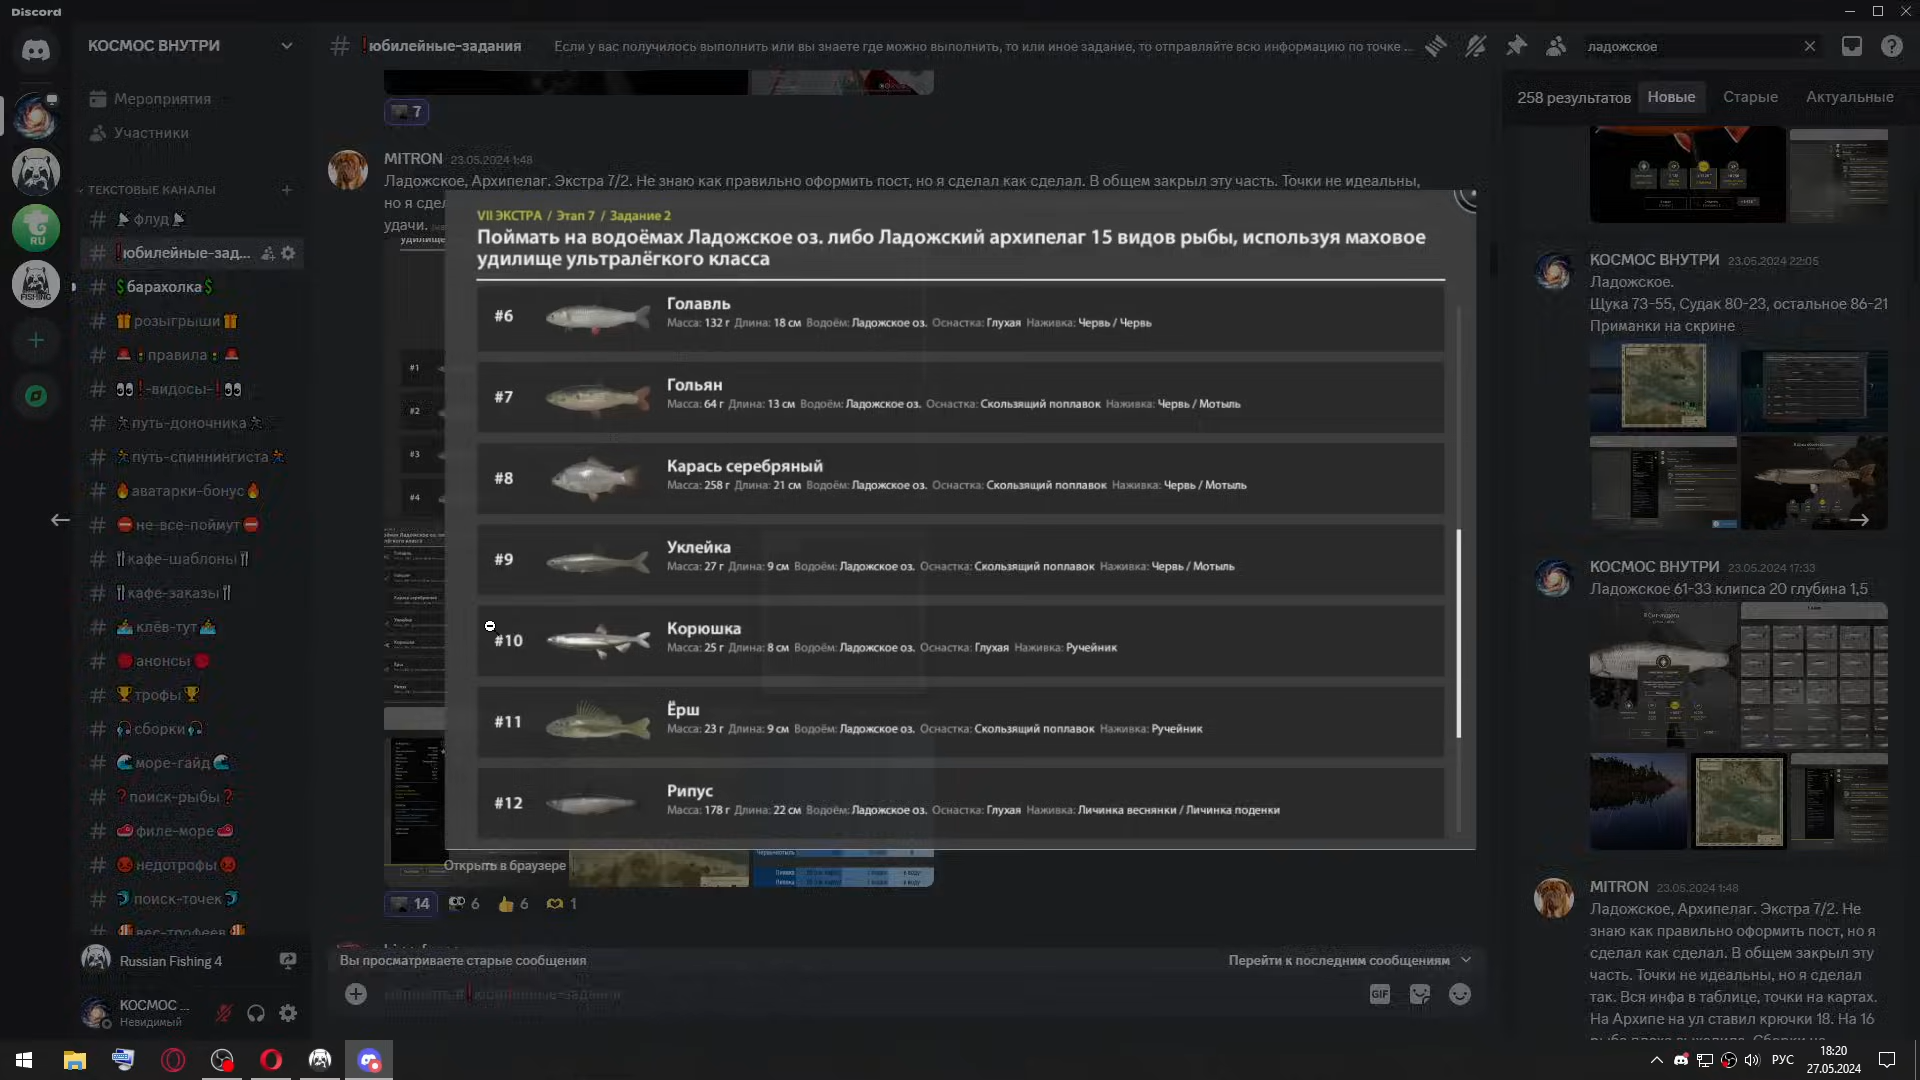 Discord
КОСМОС ВНУТРИ
юбилейные-задания
Если у вас получилось выполнить или вы знаете где можно выполнить, то или иное задание, то отправляйте всю информацию по точке ...
ладожское
Мероприятия
Участники
ТЕКСТОВЫЕ КАНАЛЫ
флуд
юбилейные-зад...
барахолка
розыгрыши
правила
-видосы-
путь-доночника
путь-спиннингиста
аватарки-бонус
не-все-поймут
кафе-шаблоны
кафе-заказы
клёв-тут
анонсы
трофы
сборки
море-гайд
поиск-рыбы
филе-море
недотрофы
поиск-точек
вес-трофеев
Russian Fishing 4
КОСМОС ...
Невидимый
7
MITRON 23.05.2024 1:48
Ладожское, Архипелаг. Экстра 7/2. Не знаю как правильно оформить пост, но я сделал как сделал. В общем закрыл эту часть. Точки не идеальны,
но я сдел
удачи.
VII ЭКСТРА / Этап 7 / Задание 2
Поймать на водоёмах Ладожское оз. либо Ладожский архипелаг 15 видов рыбы, используя маховое
удилище ультралёгкого класса
#6
Голавль
Масса: 132 г Длина: 18 см Водоём: Ладожское оз. Оснастка: Глухая Наживка: Червь / Червь
#7
Гольян
Масса: 64 г Длина: 13 см Водоём: Ладожское оз. Оснастка: Скользящий поплавок Наживка: Червь / Мотыль
#8
Карась серебряный
Масса: 258 г Длина: 21 см Водоём: Ладожское оз. Оснастка: Скользящий поплавок Наживка: Червь / Мотыль
#9
Уклейка
Масса: 27 г Длина: 9 см Водоём: Ладожское оз. Оснастка: Скользящий поплавок Наживка: Червь / Мотыль
#10
Корюшка
Масса: 25 г Длина: 8 см Водоём: Ладожское оз. Оснастка: Глухая Наживка: Ручейник
#11
Ёрш
Масса: 23 г Длина: 9 см Водоём: Ладожское оз. Оснастка: Скользящий поплавок Наживка: Ручейник
#12
Рипус
Масса: 178 г Длина: 22 см Водоём: Ладожское оз. Оснастка: Глухая Наживка: Личинка веснянки / Личинка поденки
#1
#2
#3
#4
Открыть в браузере
14 6 6 1
Вы просматриваете старые сообщения
Перейти к последним сообщениям
GIF
258 результатов Новые Старые Актуальные
КОСМОС ВНУТРИ 23.05.2024 22:05
Ладожское.
Щука 73-55, Судак 80-23, остальное 86-21
Приманки на скрине
КОСМОС ВНУТРИ 23.05.2024 17:33
Ладожское 61-33 клипса 20 глубина 1,5
MITRON 23.05.2024 1:48
Ладожское, Архипелаг. Экстра 7/2. Не
знаю как правильно оформить пост, но я
сделал как сделал. В общем закрыл эту
часть. Точки не идеальны, но я сделал
так. Вся инфа в таблице, точки на картах.
На Архипе на ул ставил крючки 18. На 16
РУС
18:20
27.05.2024
RU
FISHING